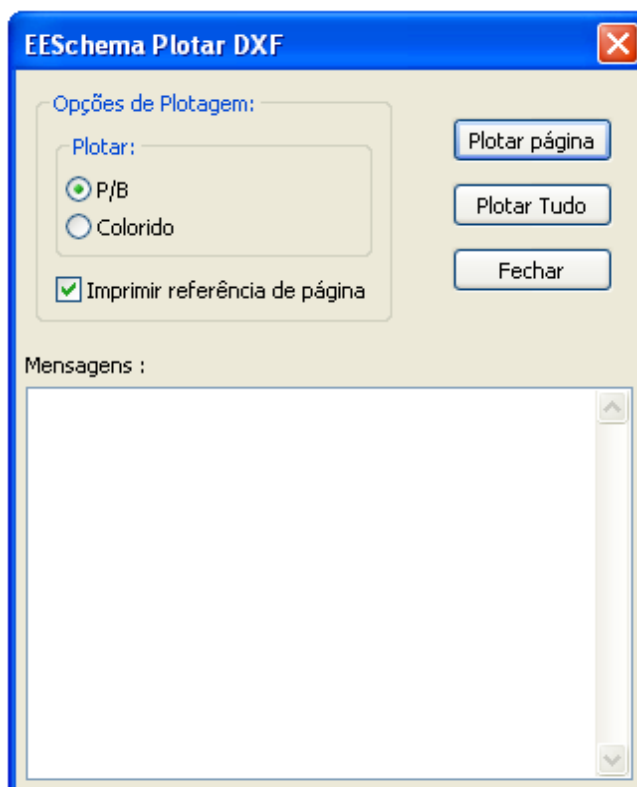 EESchema Plotar DXF
Opções de Plotagem:
Plotar:
P/B
Colorido
Imprimir referência de página
Plotar página
Plotar Tudo
Fechar
Mensagens :